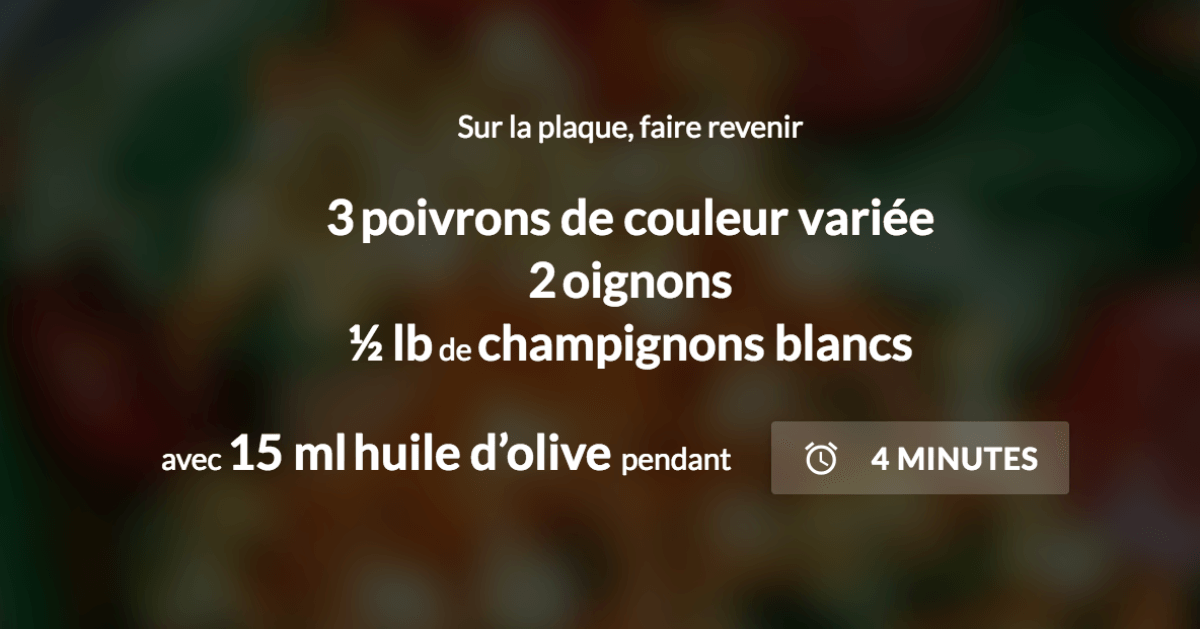 Sur la plaque, faire revenir
3 poivrons de couleur variée
2 oignons
½ lb de champignons blancs
avec 15 ml huile d’olive pendant 4 MINUTES